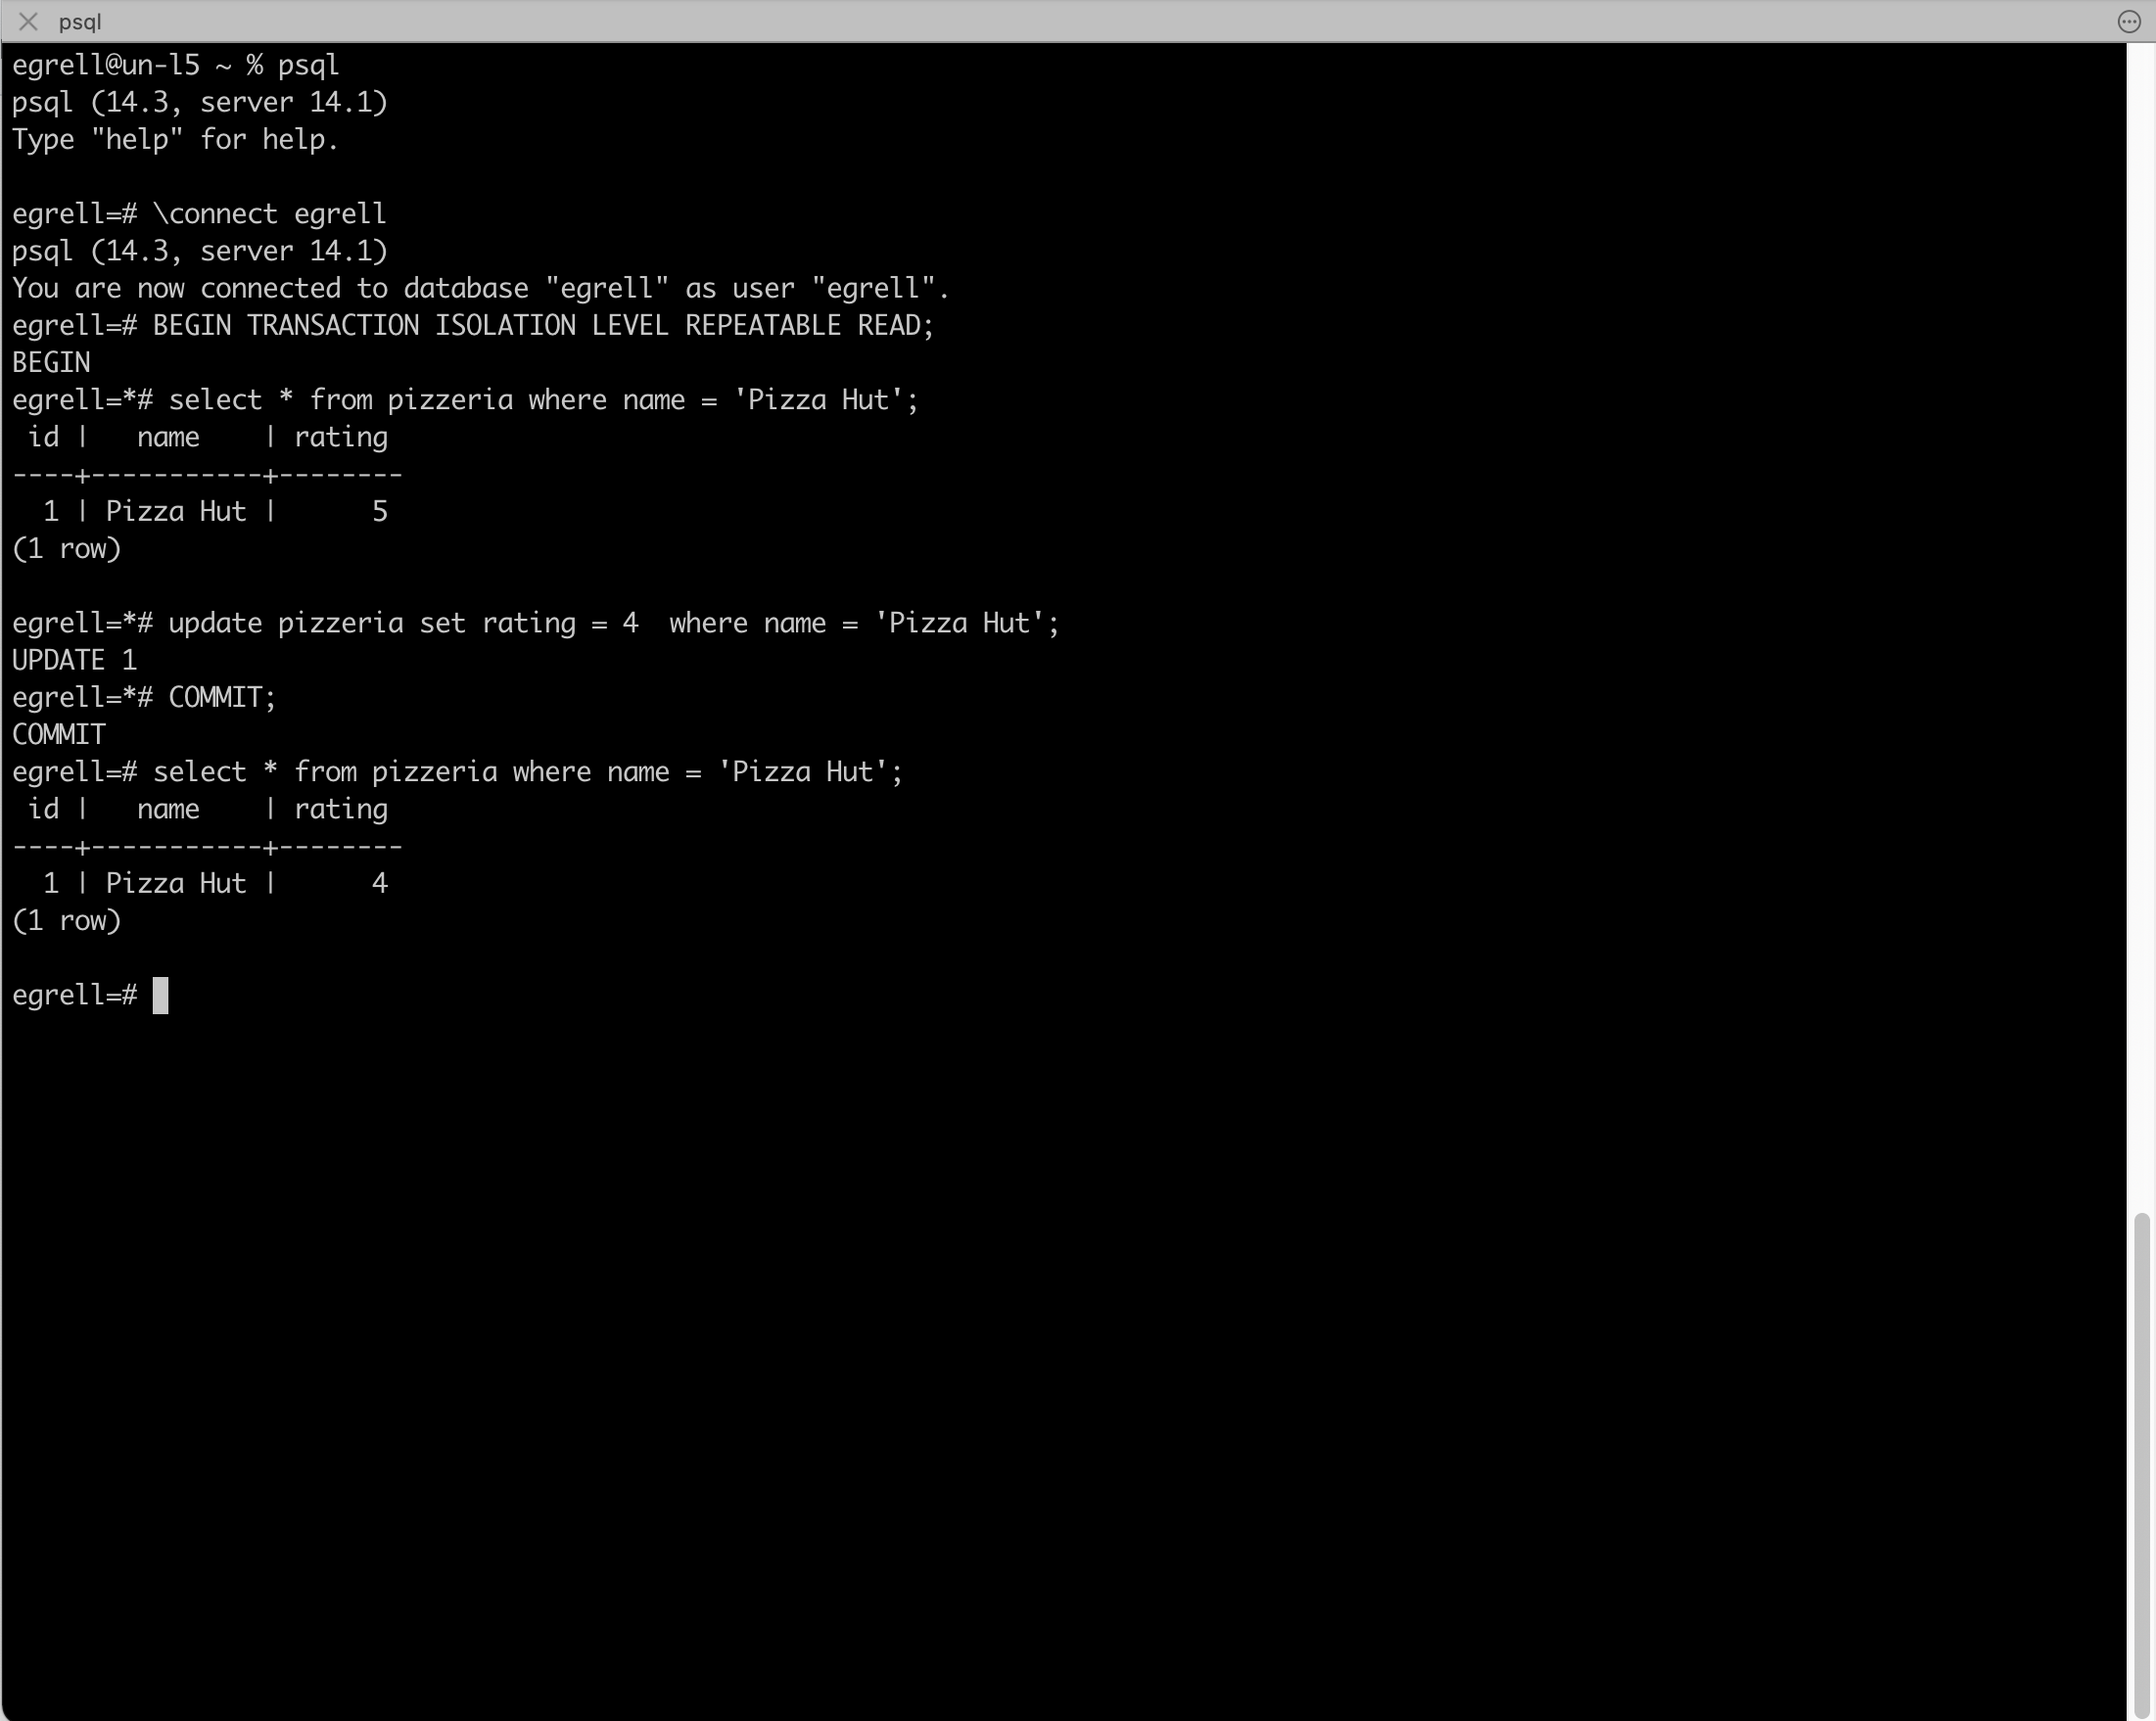 psql
egrell@un-l5 ~ % psql
psql (14.3, server 14.1)
Type "help" for help.
egrell=# \connect egrell
psql (14.3, server 14.1)
You are now connected to database "egrell" as user "egrell".
egrell=# BEGIN TRANSACTION ISOLATION LEVEL REPEATABLE READ;
BEGIN
egrell=*# select * from pizzeria where name = 'Pizza Hut';
 id |   name    | rating
----+-----------+--------
  1 | Pizza Hut |      5
(1 row)
egrell=*# update pizzeria set rating = 4  where name = 'Pizza Hut';
UPDATE 1
egrell=*# COMMIT;
COMMIT
egrell=# select * from pizzeria where name = 'Pizza Hut';
 id |   name    | rating
----+-----------+--------
  1 | Pizza Hut |      4
(1 row)
egrell=#